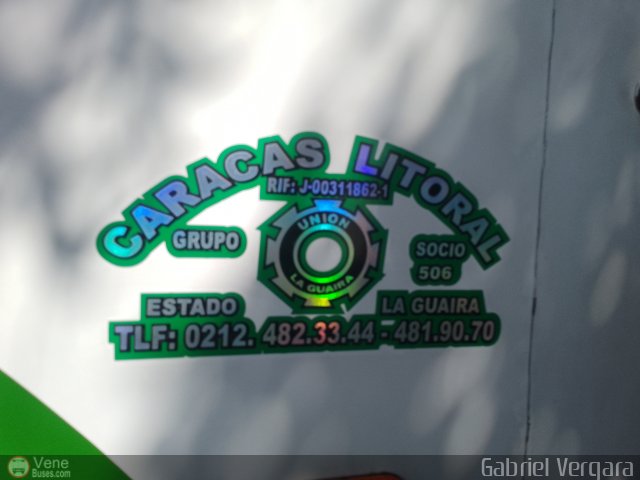 CARACAS LITORAL
RIF: J-00311862-1
GRUPO
UNION
LA GUAIRA
SOCIO
506
ESTADO LA GUAIRA
TLF: 0212. 482.33.44 - 481.90.70
Vene
Buses.com
Gabriel Vergara